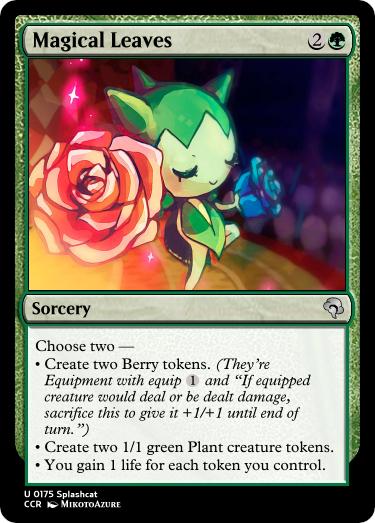 Magical Leaves 2
Sorcery
Choose two —
• Create two Berry tokens. (They're
Equipment with equip 1 and “If equipped
creature would deal or be dealt damage,
sacrifice this to give it +1/+1 until end of
turn.”)
• Create two 1/1 green Plant creature tokens.
• You gain 1 life for each token you control.
U 0175 Splashcat
CCR MikotoAzure